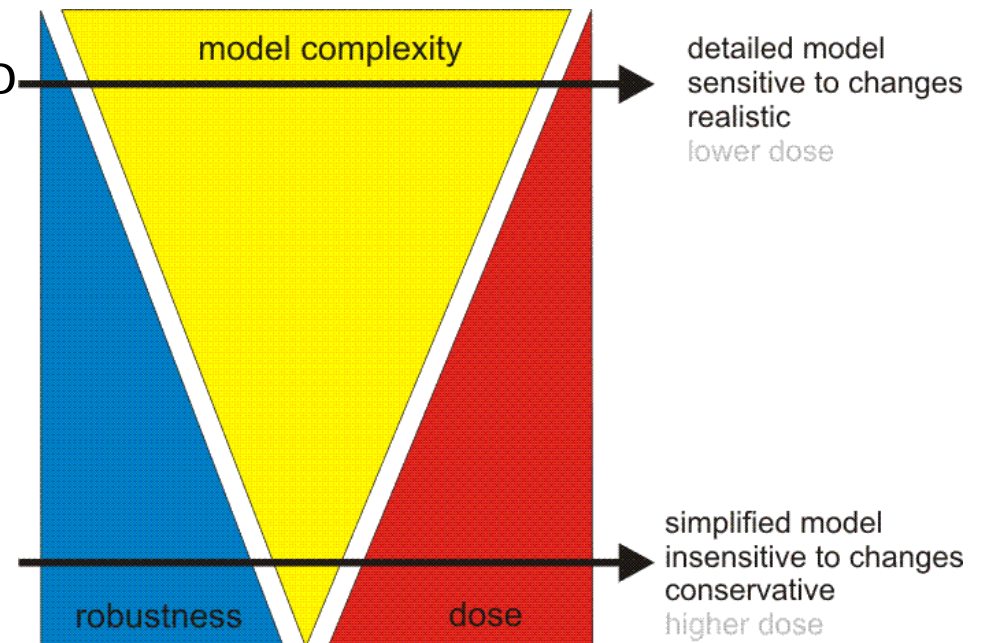 model complexity
detailed model
sensitive to changes
realistic
lower dose
simplified model
insensitive to changes
conservative
higher dose
robustness
dose